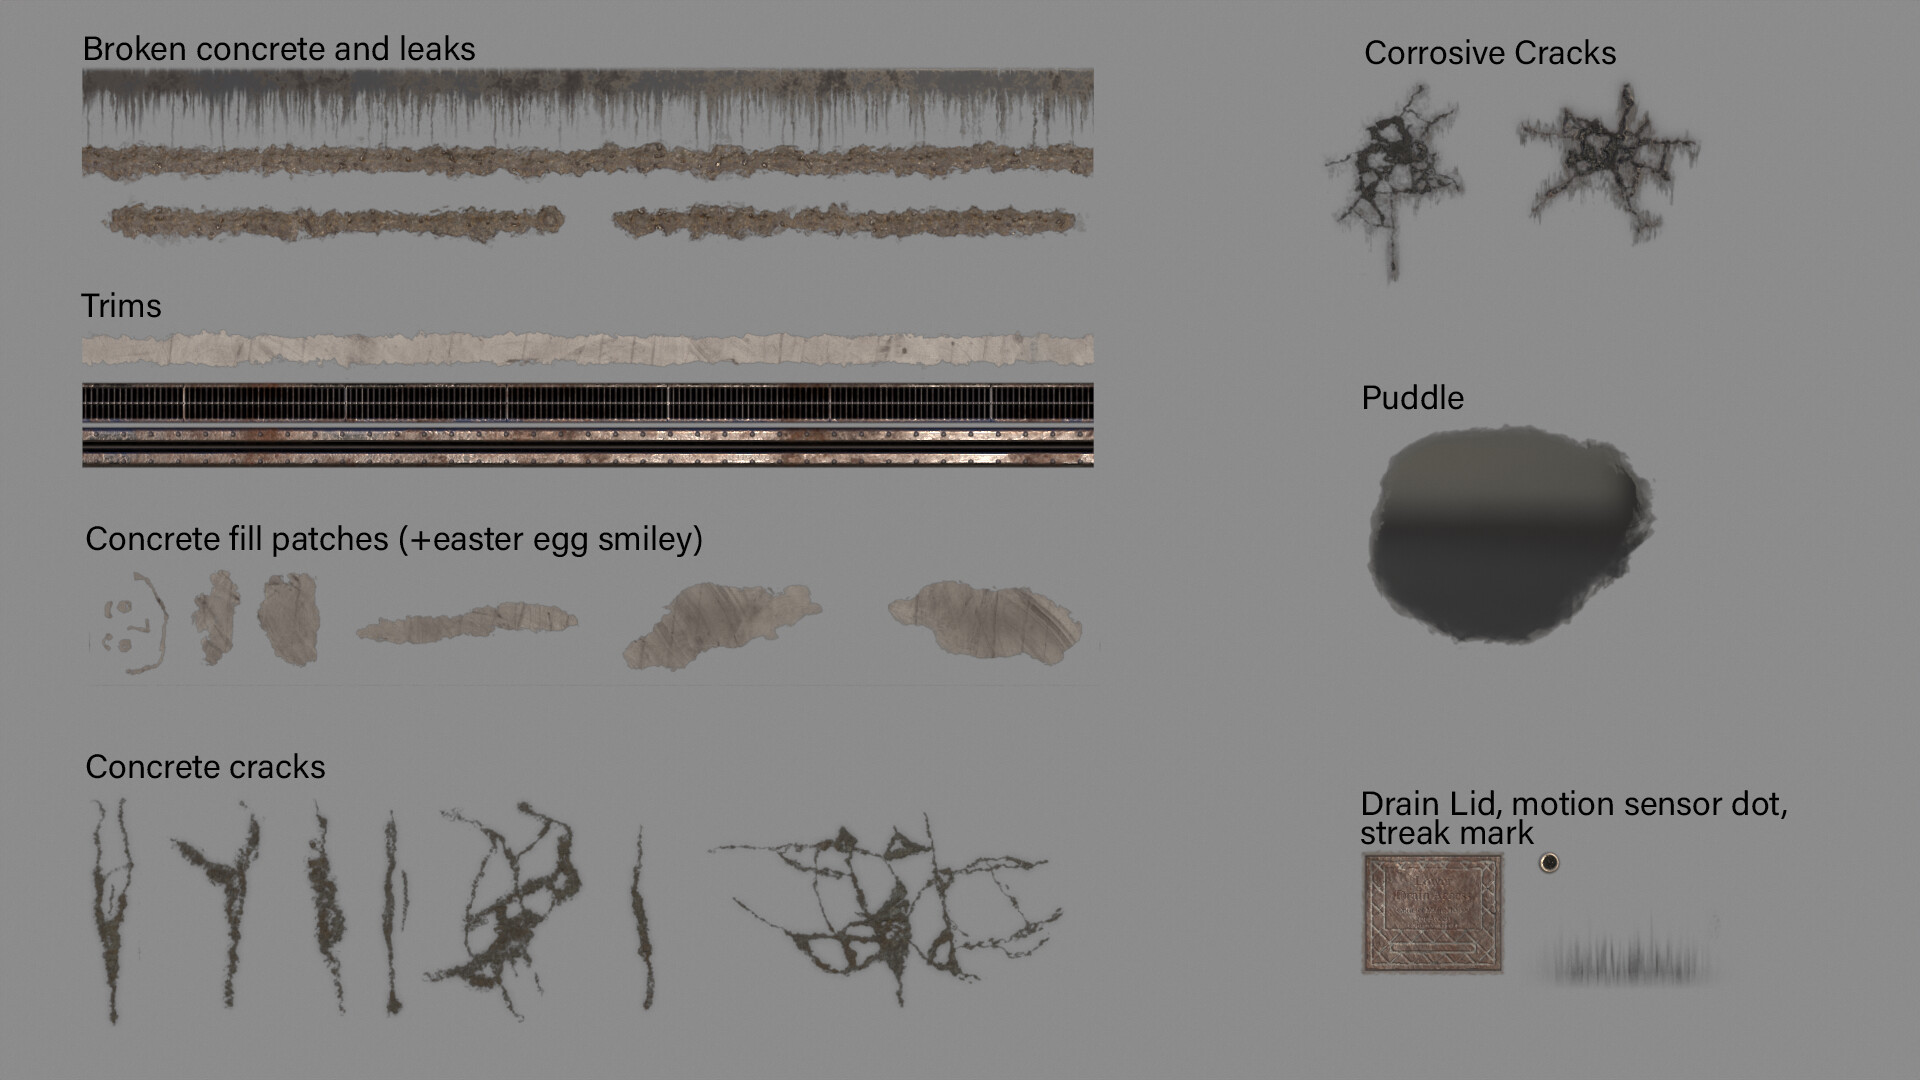 Broken concrete and leaks
Corrosive Cracks
Trims
Puddle
Concrete fill patches (+easter egg smiley)
Concrete cracks
Drain Lid, motion sensor dot,
streak mark